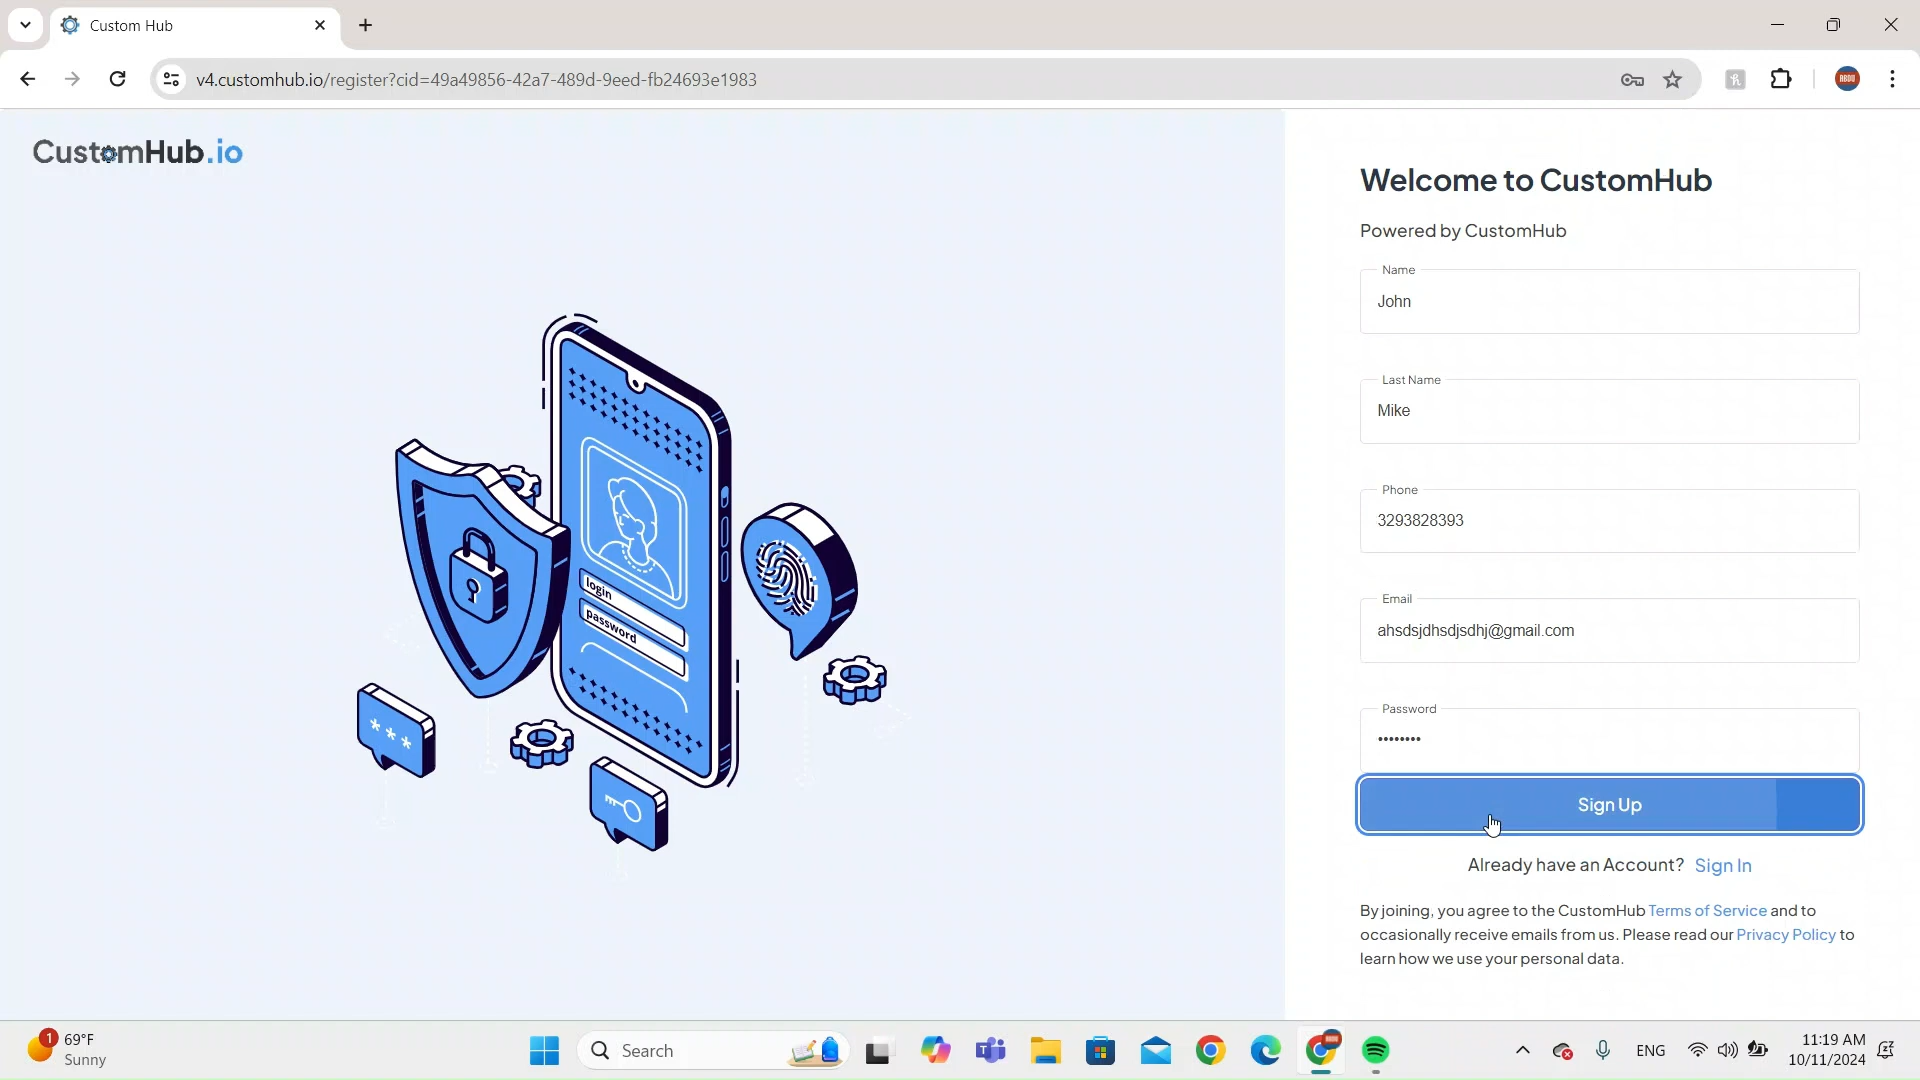 Custom Hub
v4.customhub.io/register?cid=49a49856-42a7-489d-9eed-fb24693e1983
CustomHub.io
Welcome to CustomHub
Powered by CustomHub
Name
John
Last Name
Mike
Phone
3293828393
Email
ahsdsjdhsdjsdhj@gmail.com
Password
••••••••
Sign Up
Already have an Account? Sign In
By joining, you agree to the CustomHub Terms of Service and to
occasionally receive emails from us. Please read our Privacy Policy to
learn how we use your personal data.
login
password
***
1
69°F
Sunny
Search
ENG
11:19 AM
10/11/2024